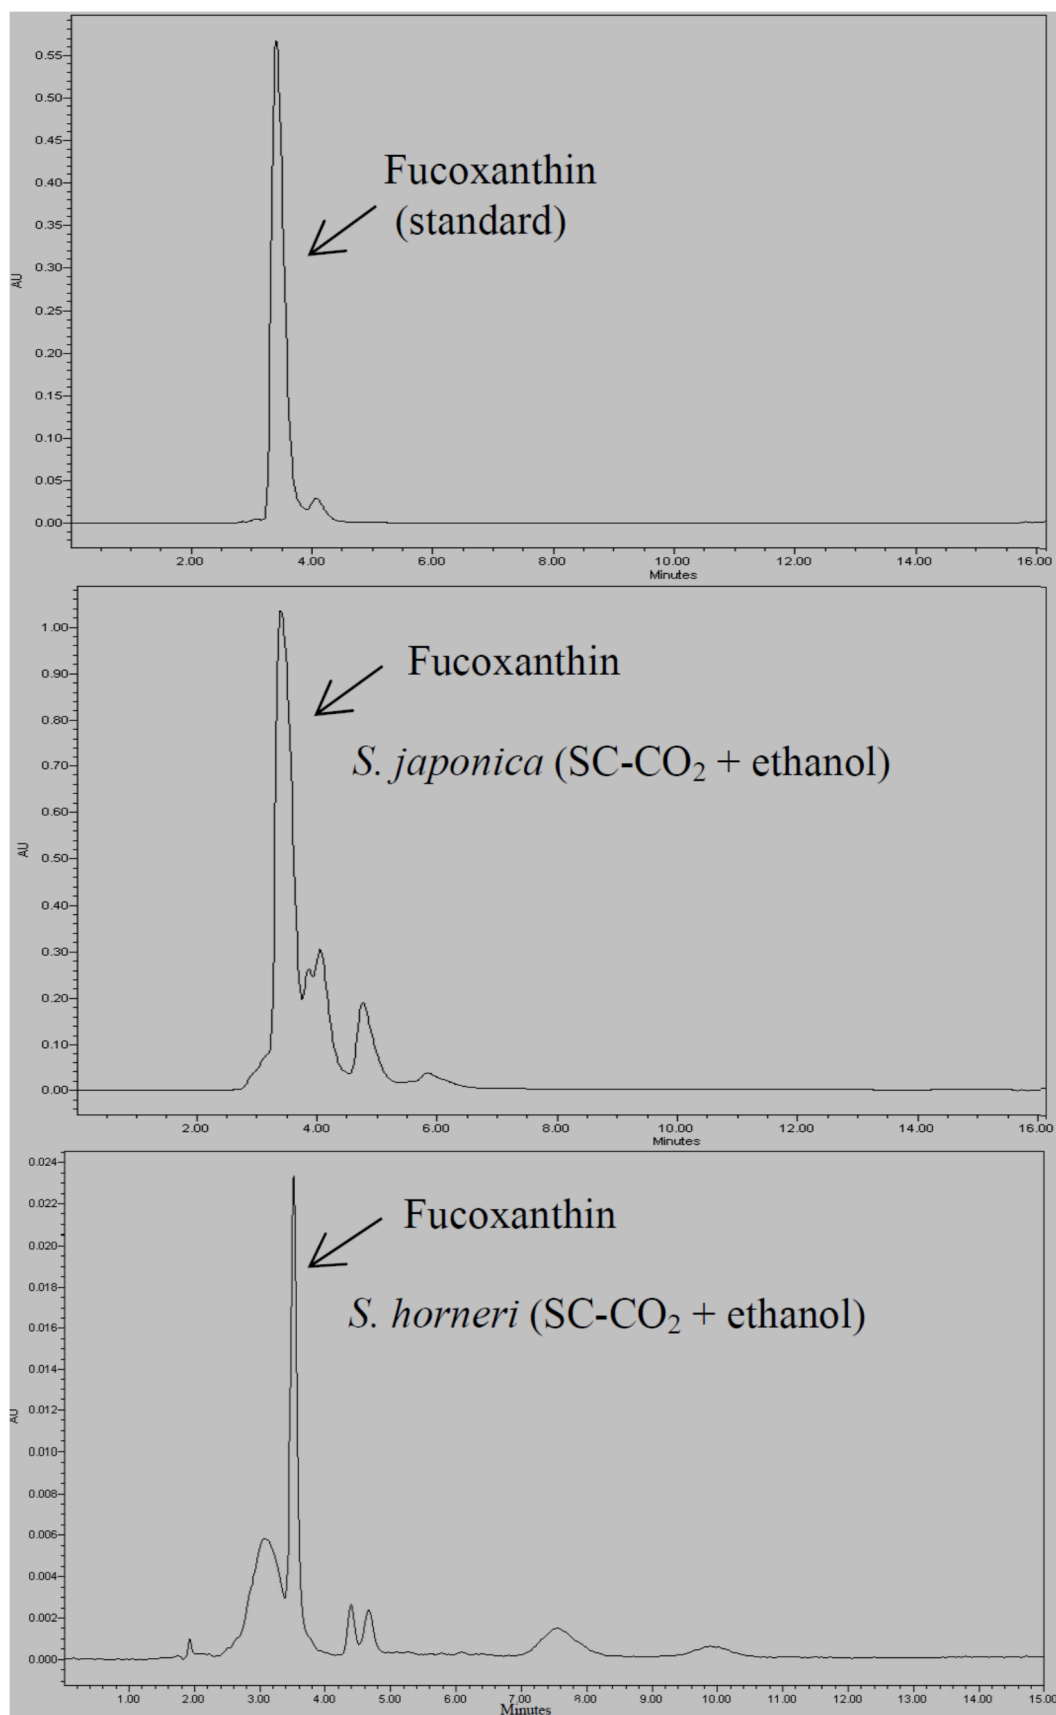 0.55
0.50
0.45
0.40
0.35
0.30
0.25
0.20
0.15
0.10
0.05
0.00
AU
Fucoxanthin
(standard)
2.00 4.00 6.00 8.00 10.00 12.00 14.00 16.00
Minutes
1.00
0.90
0.80
0.70
0.60
0.50
0.40
0.30
0.20
0.10
0.00
AU
Fucoxanthin
S. japonica (SC-CO₂ + ethanol)
2.00 4.00 6.00 8.00 10.00 12.00 14.00 16.00
Minutes
0.024
0.022
0.020
0.018
0.016
0.014
0.012
0.010
0.008
0.006
0.004
0.002
0.000
AU
Fucoxanthin
S. horneri (SC-CO₂ + ethanol)
1.00 2.00 3.00 4.00 5.00 6.00 7.00 8.00 9.00 10.00 11.00 12.00 13.00 14.00 15.00
Minutes